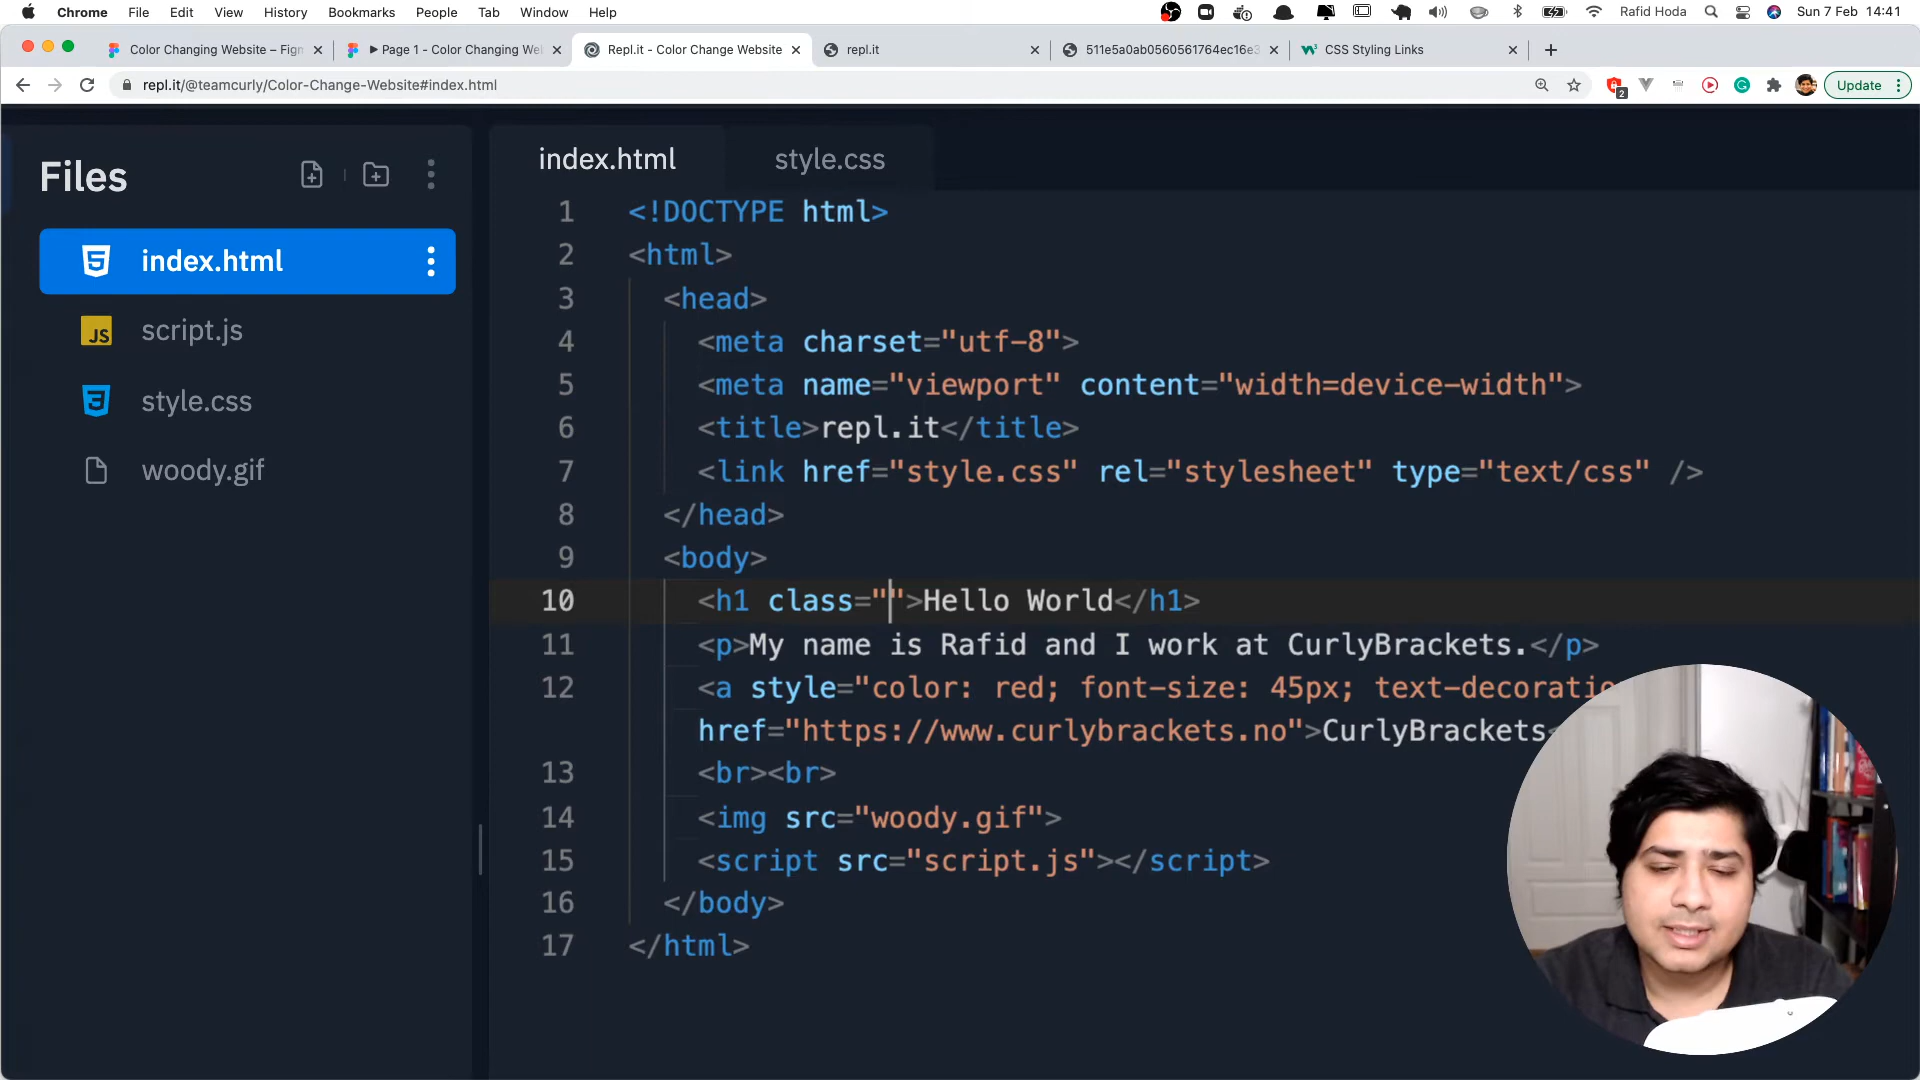 Chrome File Edit View History Bookmarks People Tab Window Help Rafid Hoda Sun 7 Feb 14:41
Color Changing Website – Figm Page 1 - Color Changing Web Repl.it - Color Change Website repl.it 511e5a0ab0560561764ec16e3 CSS Styling Links
repl.it/@teamcurly/Color-Change-Website#index.html 2 Update
Files
index.html style.css
index.html
JS script.js
style.css
woody.gif
1 <!DOCTYPE html>
2 <html>
3 <head>
4 <meta charset="utf-8">
5 <meta name="viewport" content="width=device-width">
6 <title>repl.it</title>
7 <link href="style.css" rel="stylesheet" type="text/css" />
8 </head>
9 <body>
10 <h1 class="">Hello World</h1>
11 <p>My name is Rafid and I work at CurlyBrackets.</p>
12 <a style="color: red; font-size: 45px; text-decoratio
href="https://www.curlybrackets.no">CurlyBrackets<
13 <br><br>
14 <img src="woody.gif">
15 <script src="script.js"></script>
16 </body>
17 </html>